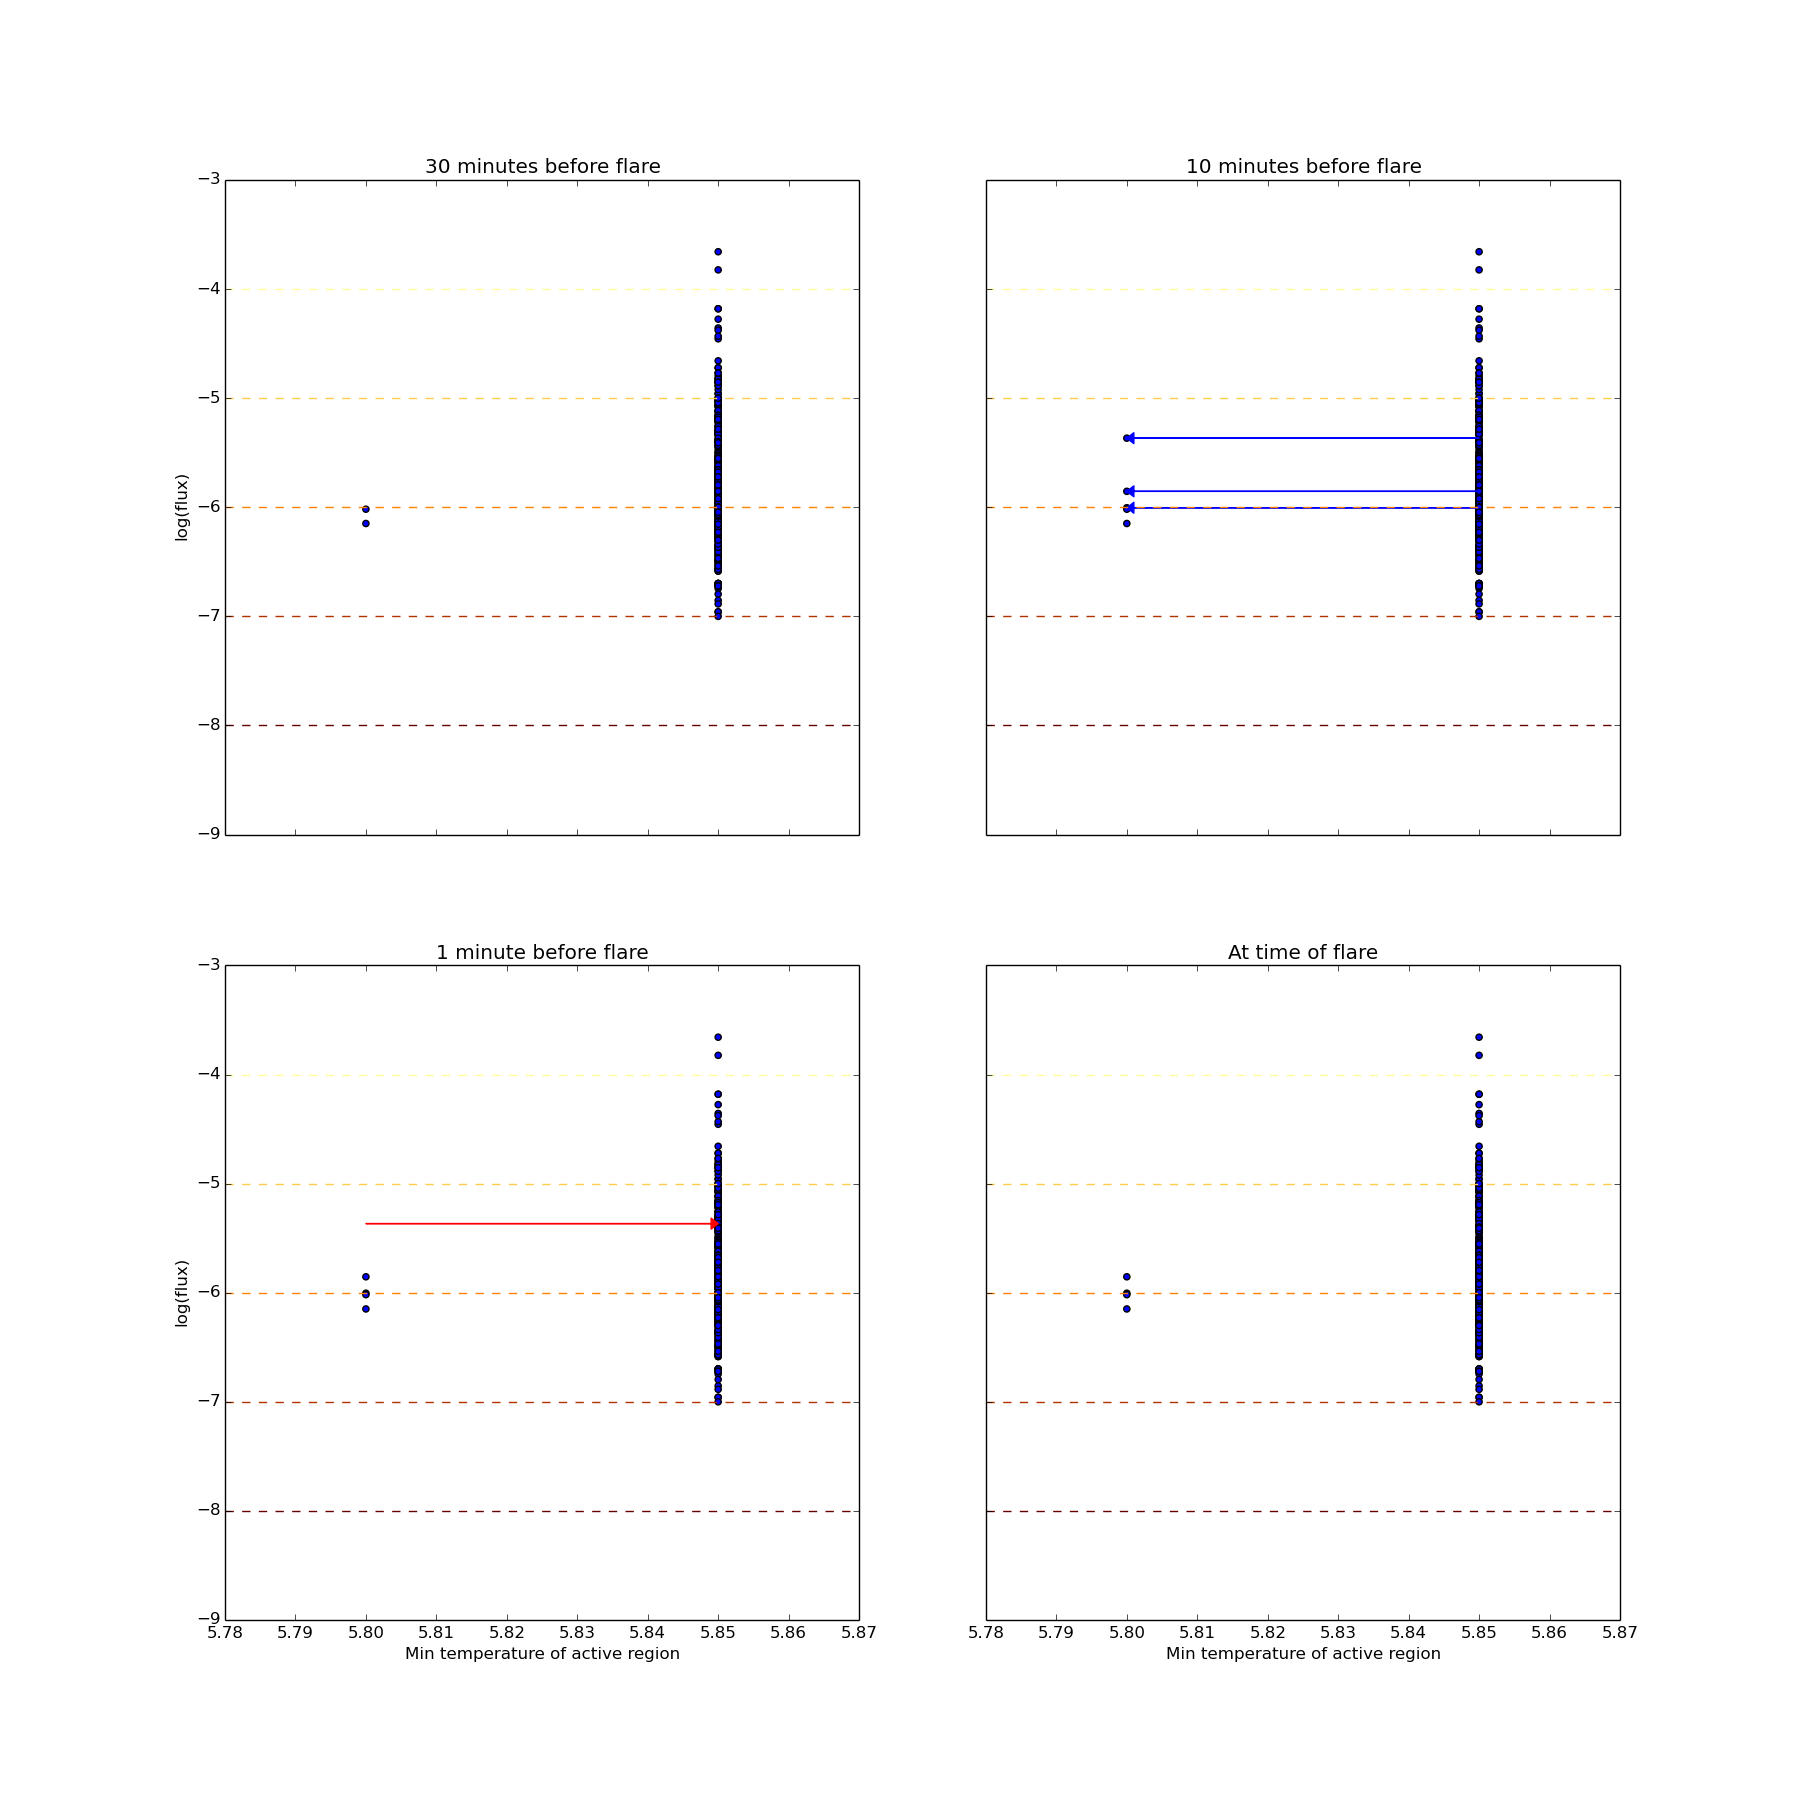 30 minutes before flare
10 minutes before flare
−3
−4
−5
−6
−7
−8
−9
log(flux)
1 minute before flare
At time of flare
−3
−4
−5
−6
−7
−8
−9
log(flux)
5.78 5.79 5.80 5.81 5.82 5.83 5.84 5.85 5.86 5.87
Min temperature of active region
5.78 5.79 5.80 5.81 5.82 5.83 5.84 5.85 5.86 5.87
Min temperature of active region